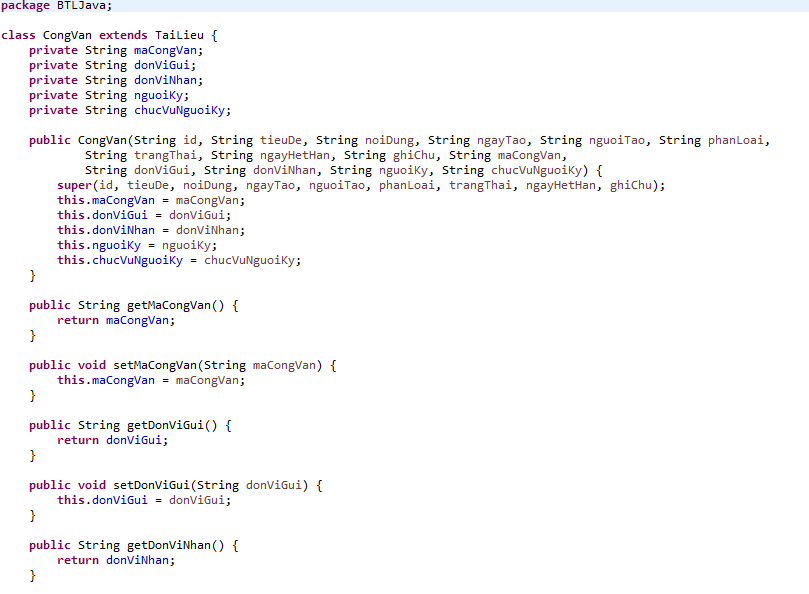 package BTLJava;
class CongVan extends TaiLieu {
private String maCongVan;
private String donViGui;
private String donViNhan;
private String nguoiKy;
private String chucVuNguoiKy;
public CongVan(String id, String tieuDe, String noiDung, String ngayTao, String nguoiTao, String phanLoai,
String trangThai, String ngayHetHan, String ghiChu, String maCongVan,
String donViGui, String donViNhan, String nguoiKy, String chucVuNguoiKy) {
super(id, tieuDe, noiDung, ngayTao, nguoiTao, phanLoai, trangThai, ngayHetHan, ghiChu);
this.maCongVan = maCongVan;
this.donViGui = donViGui;
this.donViNhan = donViNhan;
this.nguoiKy = nguoiKy;
this.chucVuNguoiKy = chucVuNguoiKy;
}
public String getMaCongVan() {
return maCongVan;
}
public void setMaCongVan(String maCongVan) {
this.maCongVan = maCongVan;
}
public String getDonViGui() {
return donViGui;
}
public void setDonViGui(String donViGui) {
this.donViGui = donViGui;
}
public String getDonViNhan() {
return donViNhan;
}